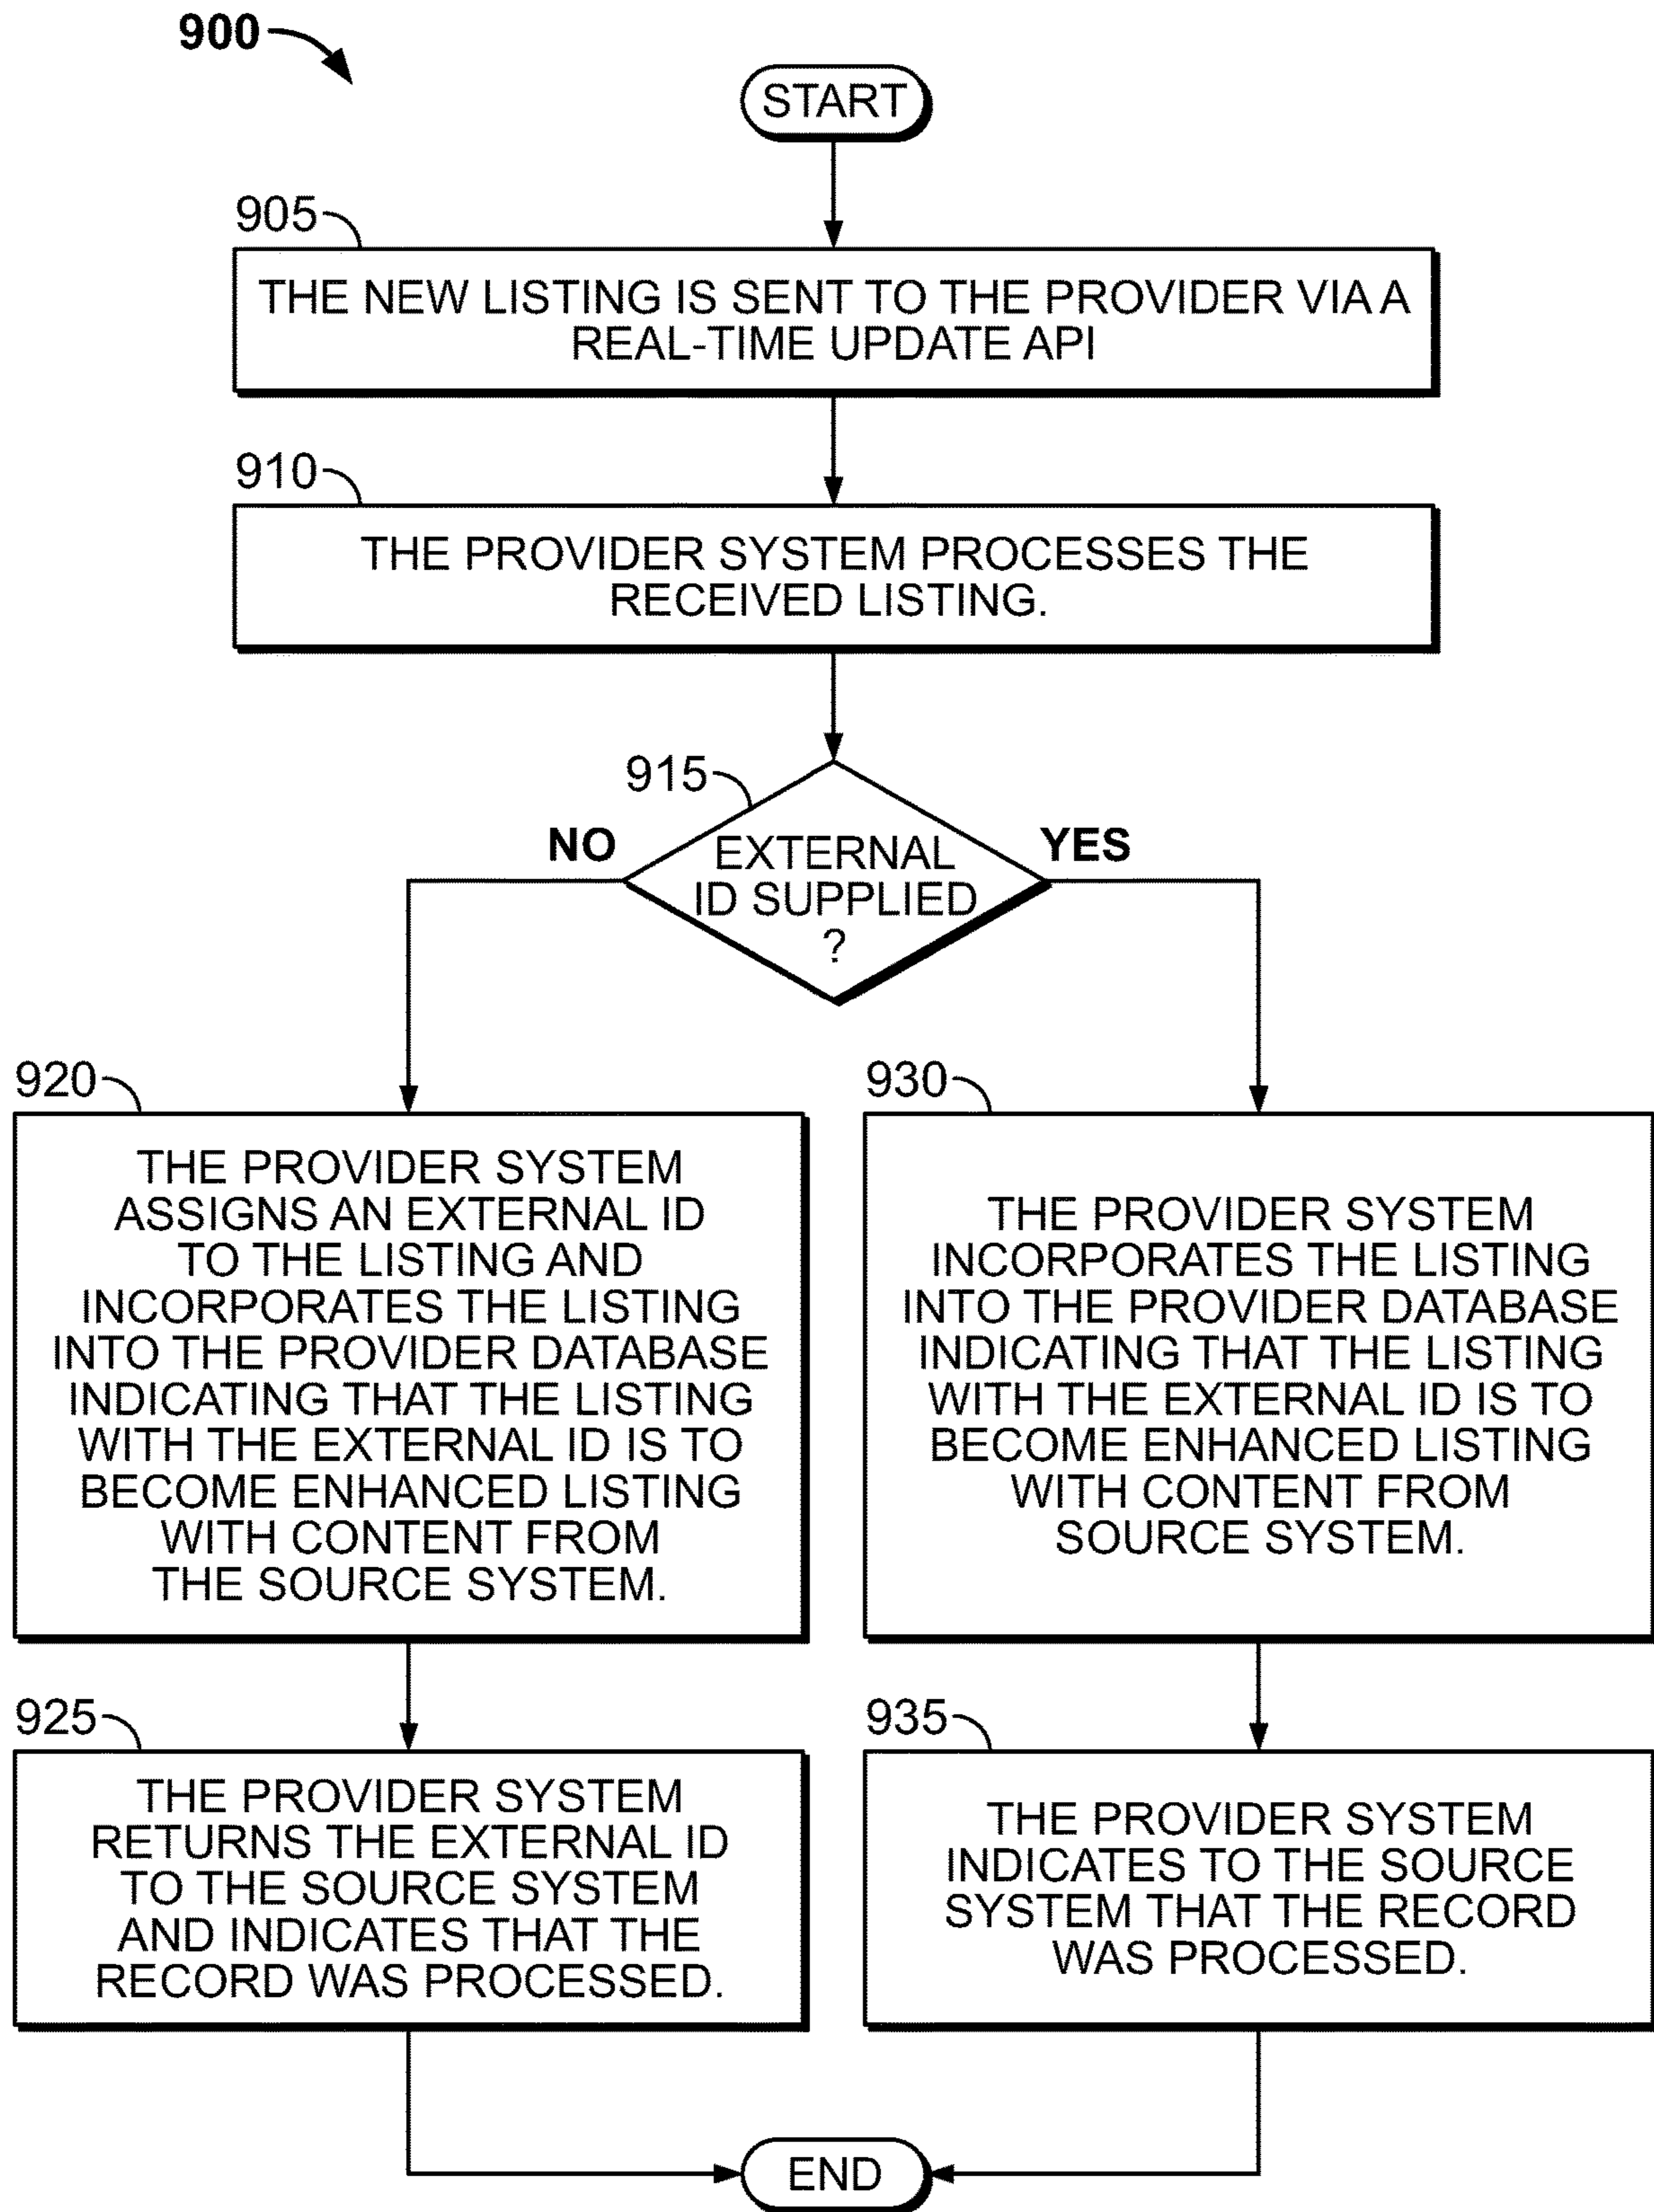 900
START
905
THE NEW LISTING IS SENT TO THE PROVIDER VIA A
REAL-TIME UPDATE API
910
THE PROVIDER SYSTEM PROCESSES THE
RECEIVED LISTING.
915
NO
YES
EXTERNAL
ID SUPPLIED
?
920
THE PROVIDER SYSTEM
ASSIGNS AN EXTERNAL ID
TO THE LISTING AND
INCORPORATES THE LISTING
INTO THE PROVIDER DATABASE
INDICATING THAT THE LISTING
WITH THE EXTERNAL ID IS TO
BECOME ENHANCED LISTING
WITH CONTENT FROM
THE SOURCE SYSTEM.
930
THE PROVIDER SYSTEM
INCORPORATES THE LISTING
INTO THE PROVIDER DATABASE
INDICATING THAT THE LISTING
WITH THE EXTERNAL ID IS TO
BECOME ENHANCED LISTING
WITH CONTENT FROM
SOURCE SYSTEM.
925
THE PROVIDER SYSTEM
RETURNS THE EXTERNAL ID
TO THE SOURCE SYSTEM
AND INDICATES THAT THE
RECORD WAS PROCESSED.
935
THE PROVIDER SYSTEM
INDICATES TO THE SOURCE
SYSTEM THAT THE RECORD
WAS PROCESSED.
END